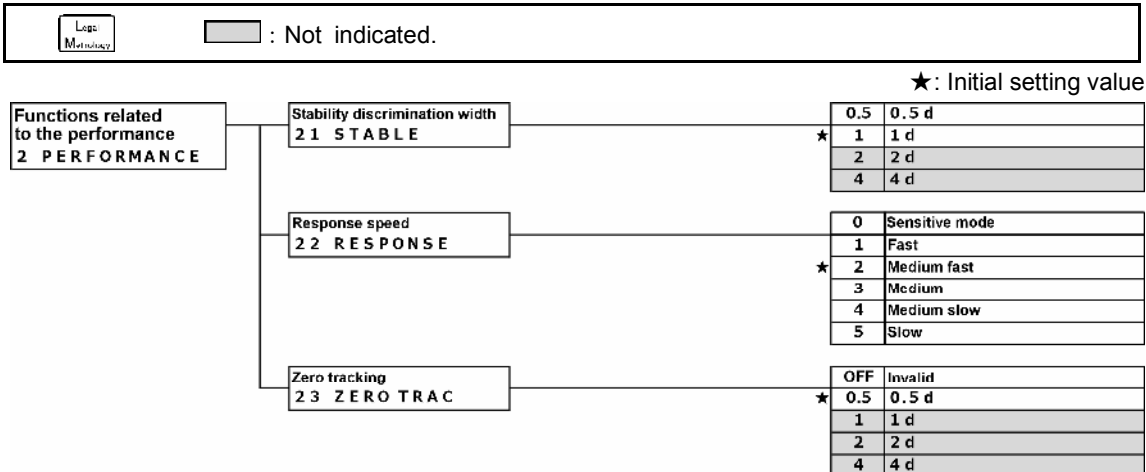 Legal
Metrology
: Not indicated.
★: Initial setting value
Functions related
to the performance
2 PERFORMANCE
Stability discrimination width
21 STABLE
0.5 0.5 d
★ 1 1 d
2 2 d
4 4 d
Response speed
22 RESPONSE
0 Sensitive mode
1 Fast
★ 2 Medium fast
3 Medium
4 Medium slow
5 Slow
Zero tracking
23 ZERO TRAC
OFF Invalid
★ 0.5 0.5 d
1 1 d
2 2 d
4 4 d